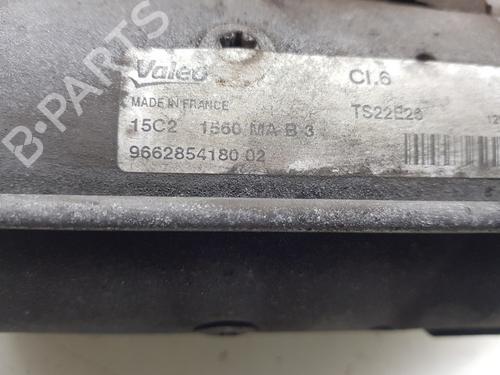 B-PARTS
Valeo CI.6
MADE IN FRANCE TS22E26
15C2 1560 MA B 3
9662854180 02